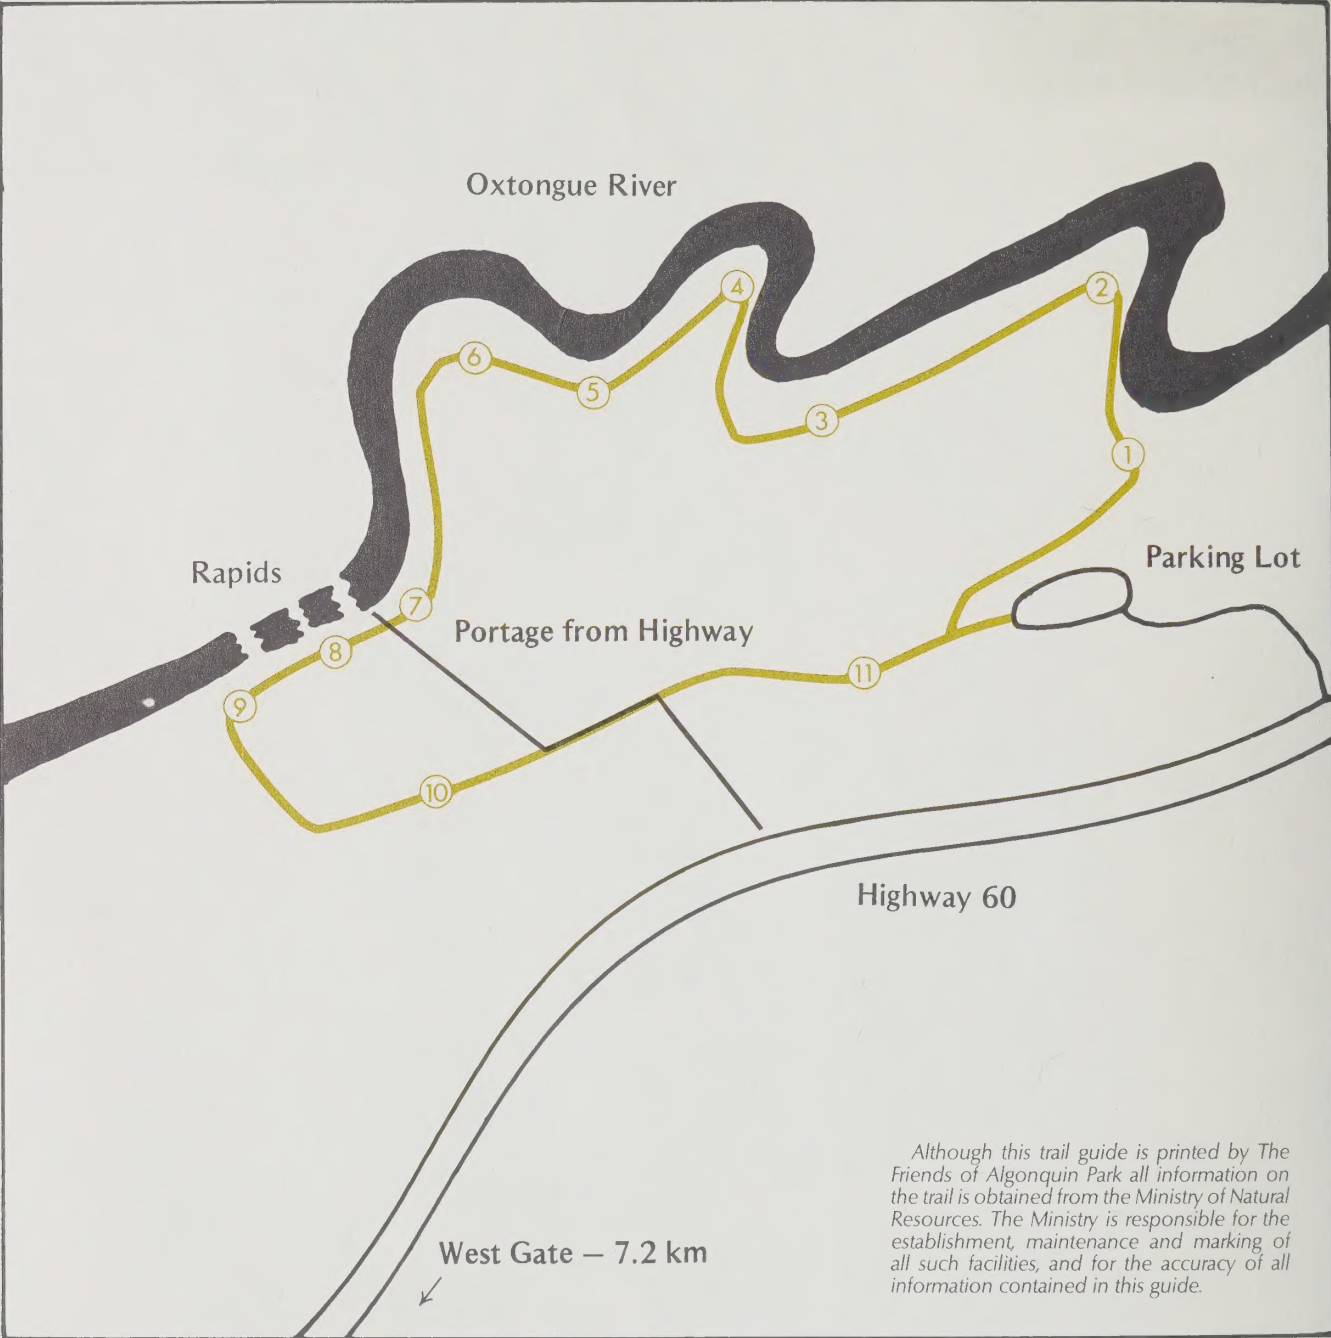 Oxtongue River
4
2
6
5
3
1
Parking Lot
Rapids
7
Portage from Highway
8
11
9
10
Highway 60
Although this trail guide is printed by The
Friends of Algonquin Park all information on
the trail is obtained from the Ministry of Natural
Resources. The Ministry is responsible for the
establishment, maintenance and marking of
all such facilities, and for the accuracy of all
information contained in this guide.
West Gate — 7.2 km